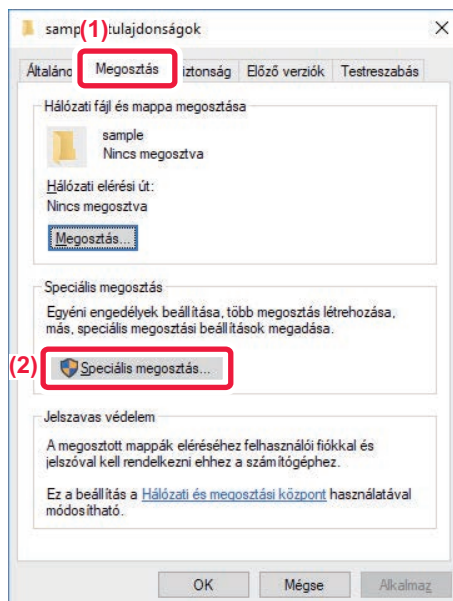 (1)
tulajdonságok
Megosztás Előző verziók Testreszabás
Hálózati fájl és mappa megosztása
sample
Nincs megosztva
Hálózati elérési út:
Nincs megosztva
Megosztás...
Speciális megosztás
Egyéni engedélyek beállítása, több megosztás létrehozása,
más, speciális megosztási beállítások megadása.
(2)
Speciális megosztás...
Jelszavas védelem
A megosztott mappák eléréséhez felhasználói fiókkal és
jelszóval kell rendelkezni ehhez a számítógéphez.
Ez a beállítás a Hálózati és megosztási központ használatával
módosítható.
OK Mégse Alkalmaz